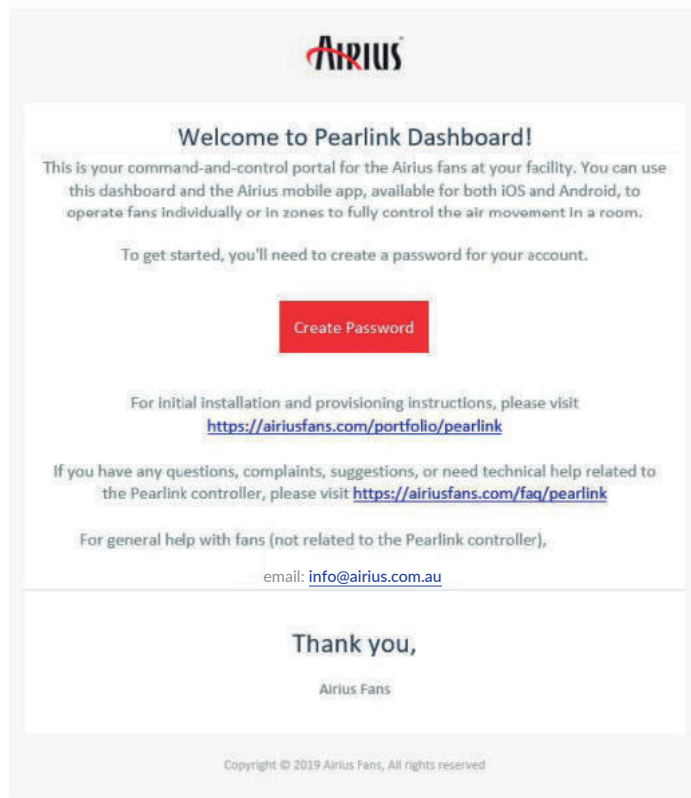 AIRIUS
Welcome to Pearlink Dashboard!
This is your command-and-control portal for the Airius fans at your facility. You can use
this dashboard and the Airius mobile app, available for both iOS and Android, to
operate fans individually or in zones to fully control the air movement in a room.
To get started, you'll need to create a password for your account.
Create Password
For initial installation and provisioning instructions, please visit
https://airiusfans.com/portfolio/pearlink
If you have any questions, complaints, suggestions, or need technical help related to
the Pearlink controller, please visit https://airiusfans.com/faq/pearlink
For general help with fans (not related to the Pearlink controller),
email: info@airius.com.au
Thank you,
Airius Fans
Copyright © 2019 Airius Fans, All rights reserved